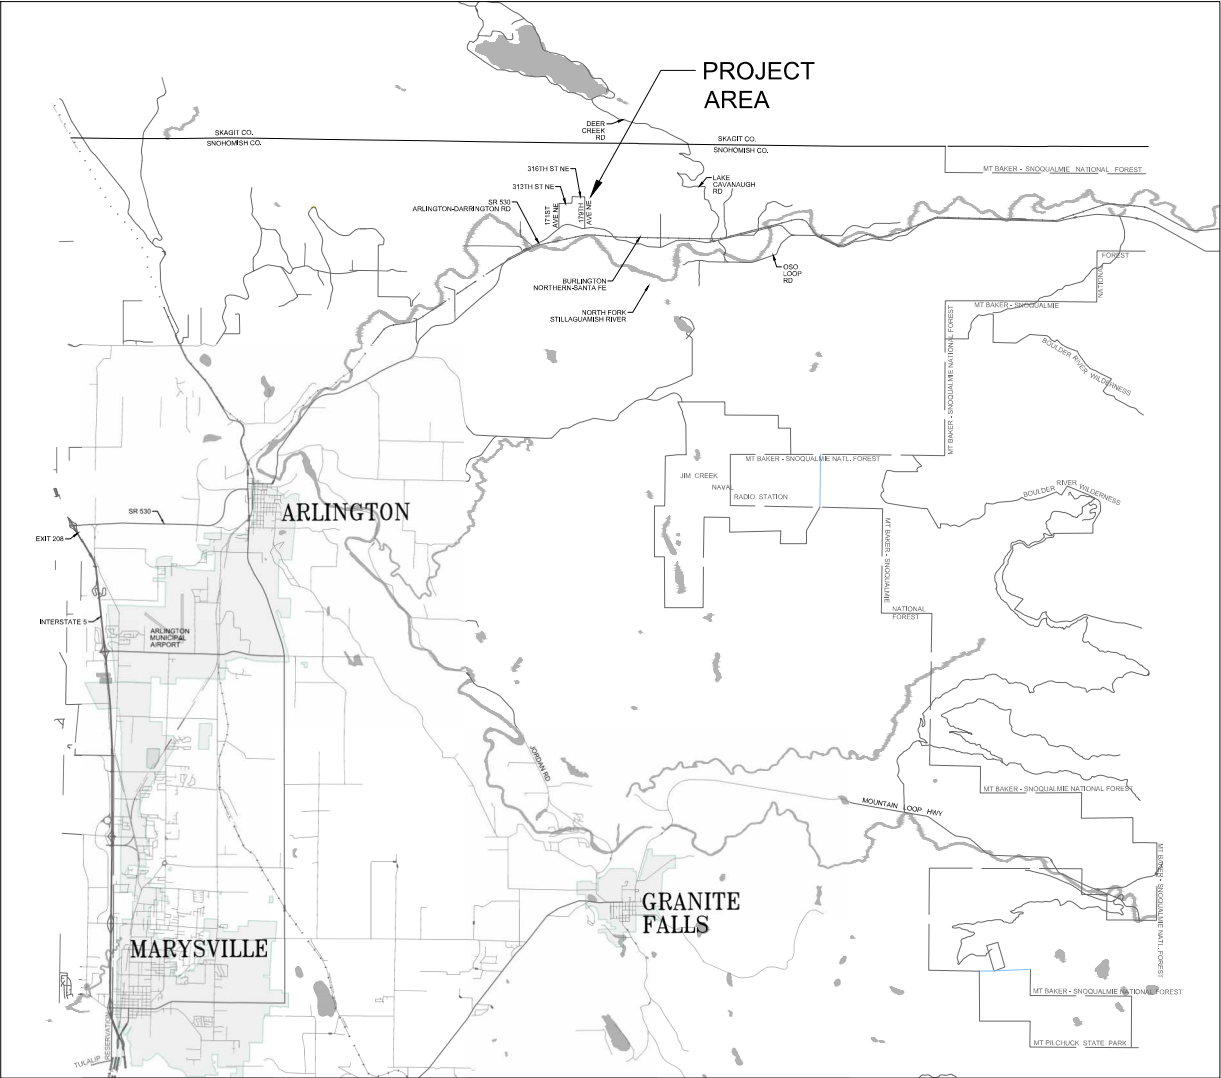 PROJECT
AREA
DEER
CREEK
RD
SKAGIT CO.
SNOHOMISH CO.
SKAGIT CO.
SNOHOMISH CO.
MT BAKER - SNOQUALMIE NATIONAL FOREST
316TH ST NE
313TH ST NE
LAKE
CAVANAUGH
RD
SR 530
ARLINGTON-DARRINGTON RD
171ST
AVE NE
179TH
AVE NE
BURLINGTON
NORTHERN-SANTA FE
OSO
LOOP
RD
NORTH FORK
STILLAGUAMISH RIVER
FOREST
NATIONAL
MT BAKER - SNOQUALMIE
MT BAKER - SNOQUALMIE NATIONAL FOREST
BOULDER RIVER WILDERNESS
MT BAKER - SNOQUALMIE NATL. FOREST
JIM CREEK
NAVAL
RADIO STATION
BOULDER RIVER WILDERNESS
SR 530
ARLINGTON
EXIT 208
MT BAKER - SNOQUALMIE
NATIONAL
FOREST
INTERSTATE 5
ARLINGTON
MUNICIPAL
AIRPORT
JORDAN RD
MOUNTAIN LOOP HWY
MT BAKER - SNOQUALMIE NATIONAL FOREST
MT BAKER - SNOQUALMIE NATL. FOREST
GRANITE
FALLS
MARYSVILLE
MT BAKER - SNOQUALMIE NATIONAL FOREST
MT PILCHUCK STATE PARK
TULALIP
RESERVATION